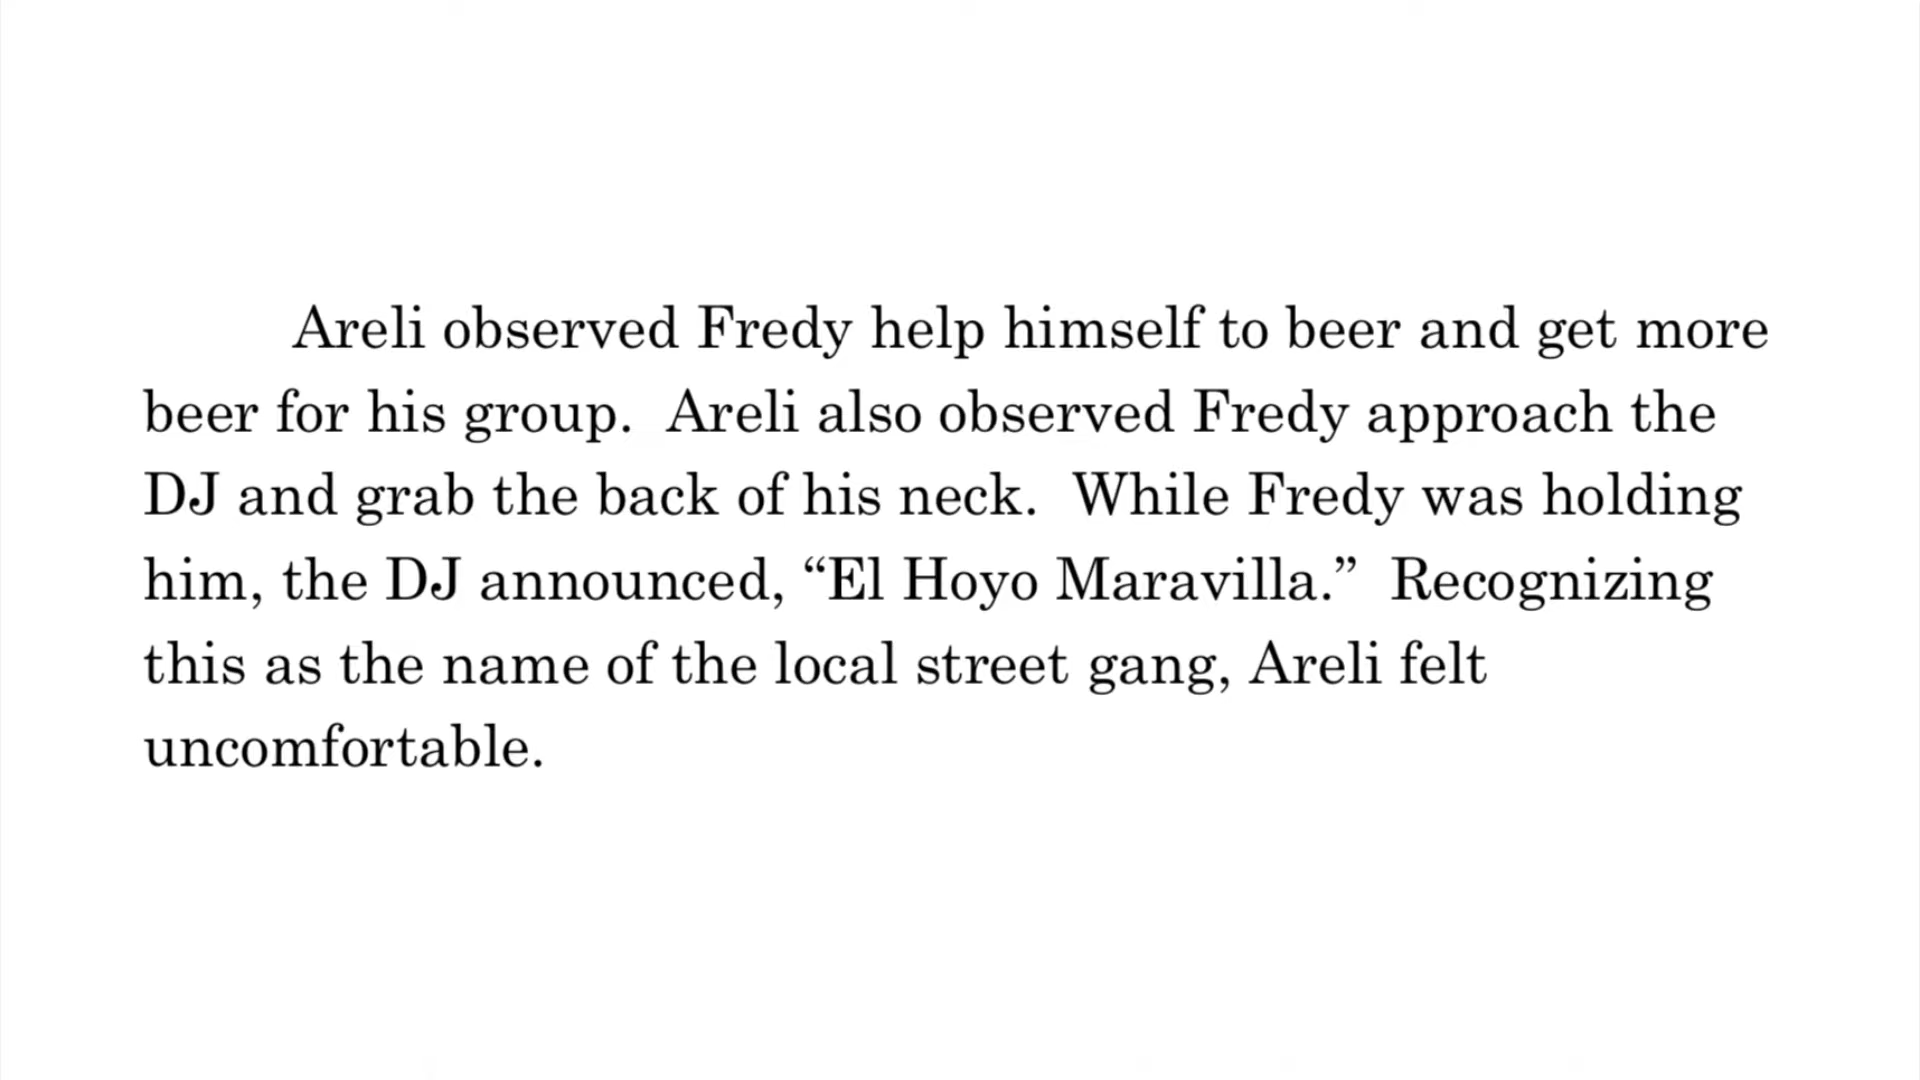 Areli observed Fredy help himself to beer and get more
beer for his group.  Areli also observed Fredy approach the
DJ and grab the back of his neck.  While Fredy was holding
him, the DJ announced, “El Hoyo Maravilla.”  Recognizing
this as the name of the local street gang, Areli felt
uncomfortable.